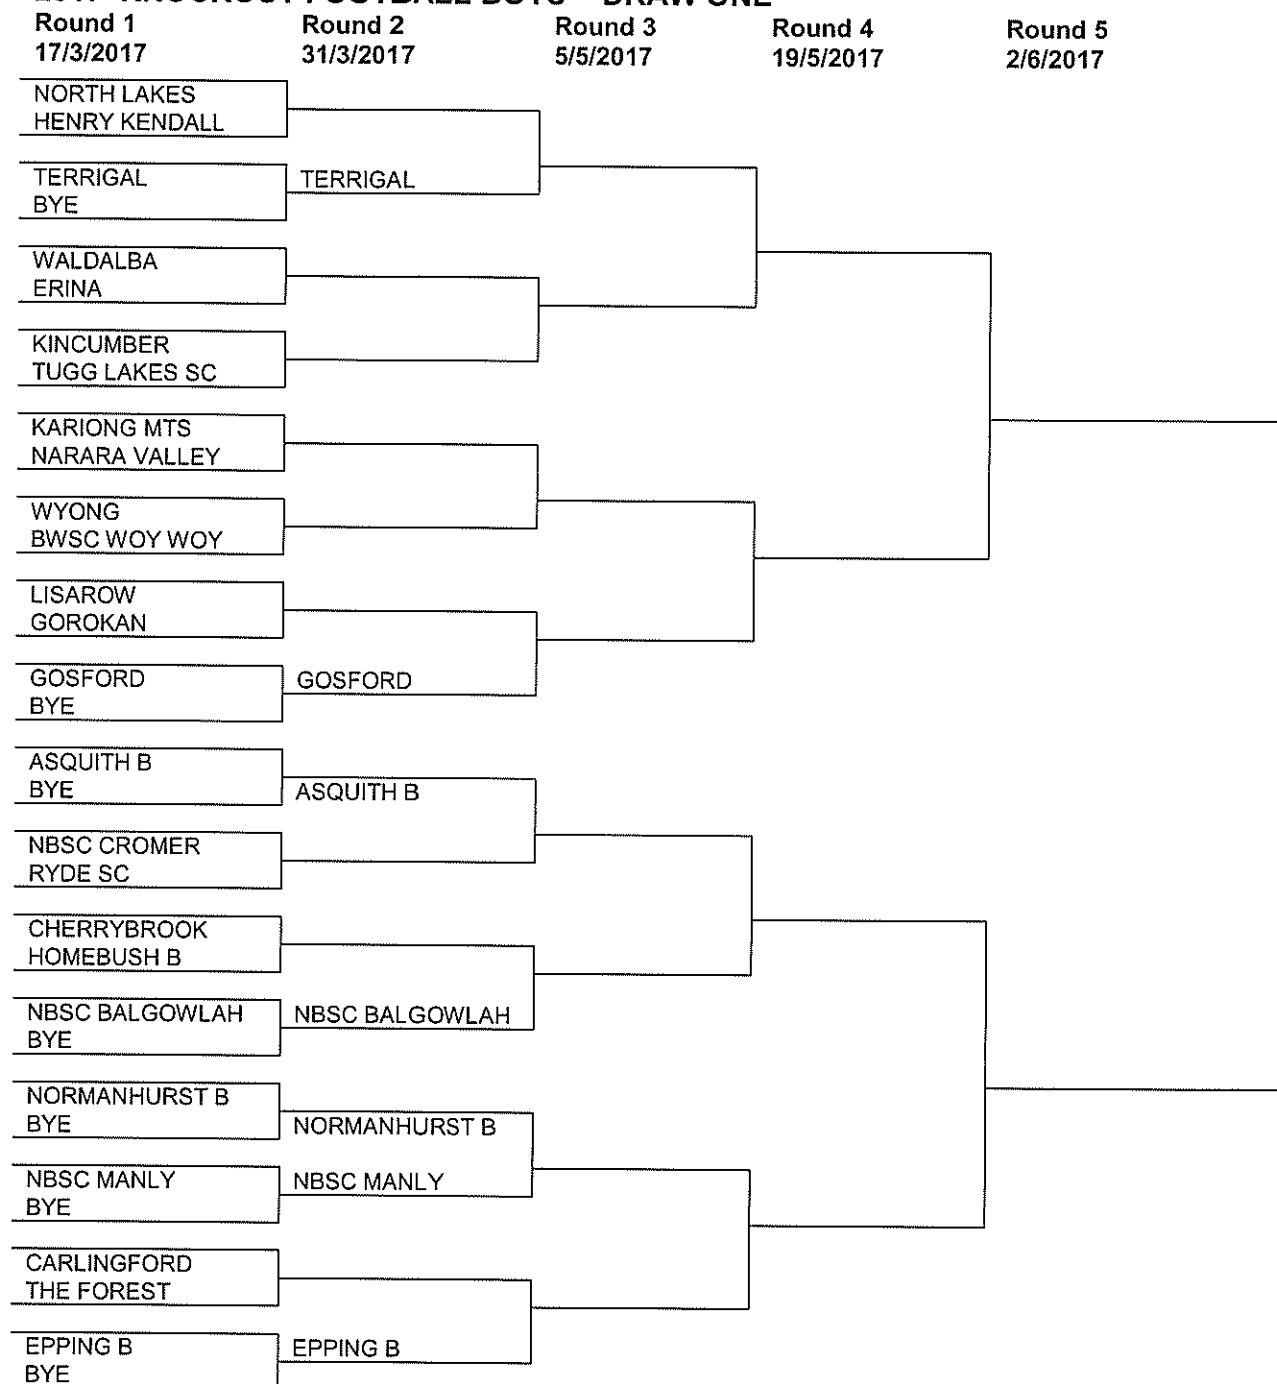 Round 1 Round 2 Round 3 Round 4 Round 5
17/3/2017 31/3/2017 5/5/2017 19/5/2017 2/6/2017
NORTH LAKES
HENRY KENDALL
TERRIGAL TERRIGAL
BYE
WALDALBA
ERINA
KINCUMBER
TUGG LAKES SC
KARIONG MTS
NARARA VALLEY
WYONG
BWSC WOY WOY
LISAROW
GOROKAN
GOSFORD GOSFORD
BYE
ASQUITH B
BYE ASQUITH B
NBSC CROMER
RYDE SC
CHERRYBROOK
HOMEBUSH B
NBSC BALGOWLAH NBSC BALGOWLAH
BYE
NORMANHURST B
BYE NORMANHURST B
NBSC MANLY NBSC MANLY
BYE
CARLINGFORD
THE FOREST
EPPING B EPPING B
BYE